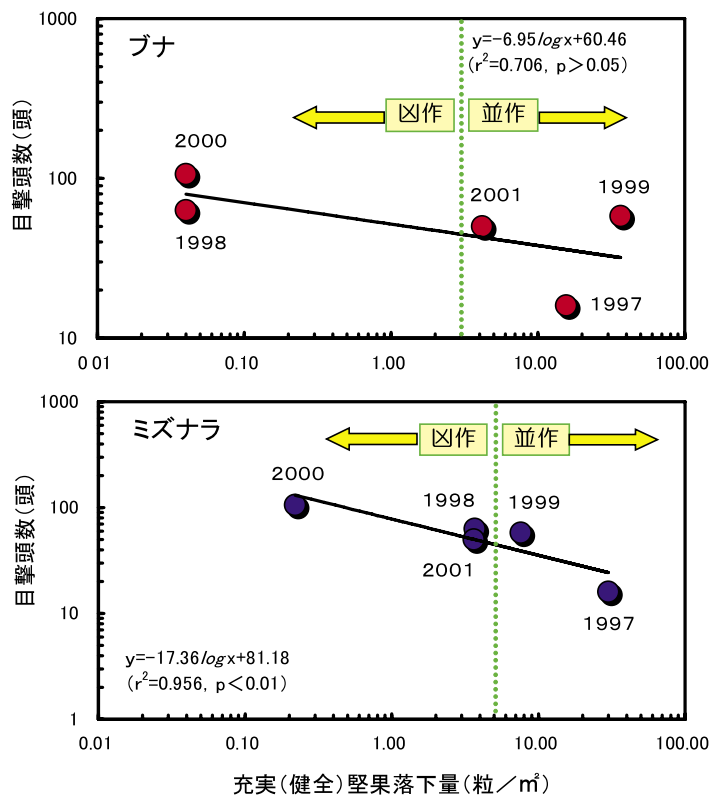 1000
ブナ
y=-6.95logx+60.46
(r²=0.706, p>0.05)
凶作
並作
2000
目撃頭数(頭)
100
1998
2001
1999
1997
10
0 01
0.10
1.00
10.00
100.00
1000
ミズナラ
凶作
並作
2000
100
1998
1999
2001
目撃頭数(頭)
10
1997
y=-17.36logx+81.18
(r²=0.956, p<0.01)
1
0.01
0.10
1.00
10.00
100.00
充実(健全)堅果落下量(粒/㎡)